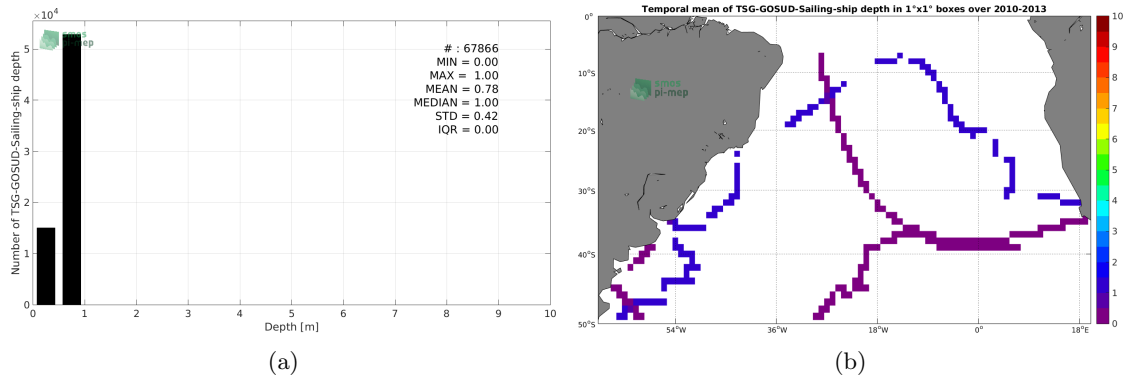 ×10⁴
smos
pi-mep
# : 67866
MIN = 0.00
MAX = 1.00
MEAN = 0.78
MEDIAN = 1.00
STD = 0.42
IQR = 0.00
Number of TSG-GOSUD-Sailing-ship depth
5
4
3
2
1
0
0 1 2 3 4 5 6 7 8 9 10
Depth [m]
(a)
Temporal mean of TSG-GOSUD-Sailing-ship depth in 1°x1° boxes over 2010-2013
smos
pi-mep
0°
10°S
20°S
30°S
40°S
50°S
54°W 36°W 18°W 0° 18°E
10
9
8
7
6
5
4
3
2
1
0
(b)